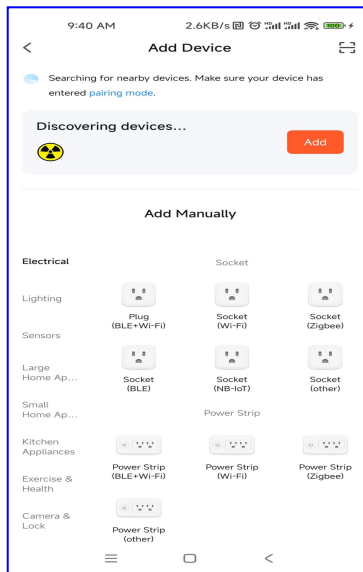 9:40 AM 2.6KB/s HD HD 100
Add Device
Searching for nearby devices. Make sure your device has
entered pairing mode.
Discovering devices...
Add
Add Manually
Electrical
Socket
Lighting
Sensors
Large
Home Ap...
Small
Home Ap...
Kitchen
Appliances
Exercise &
Health
Camera &
Lock
Plug
(BLE+Wi-Fi)
Socket
(Wi-Fi)
Socket
(Zigbee)
Socket
(BLE)
Socket
(NB-IoT)
Socket
(other)
Power Strip
Power Strip
(BLE+Wi-Fi)
Power Strip
(Wi-Fi)
Power Strip
(Zigbee)
Power Strip
(other)